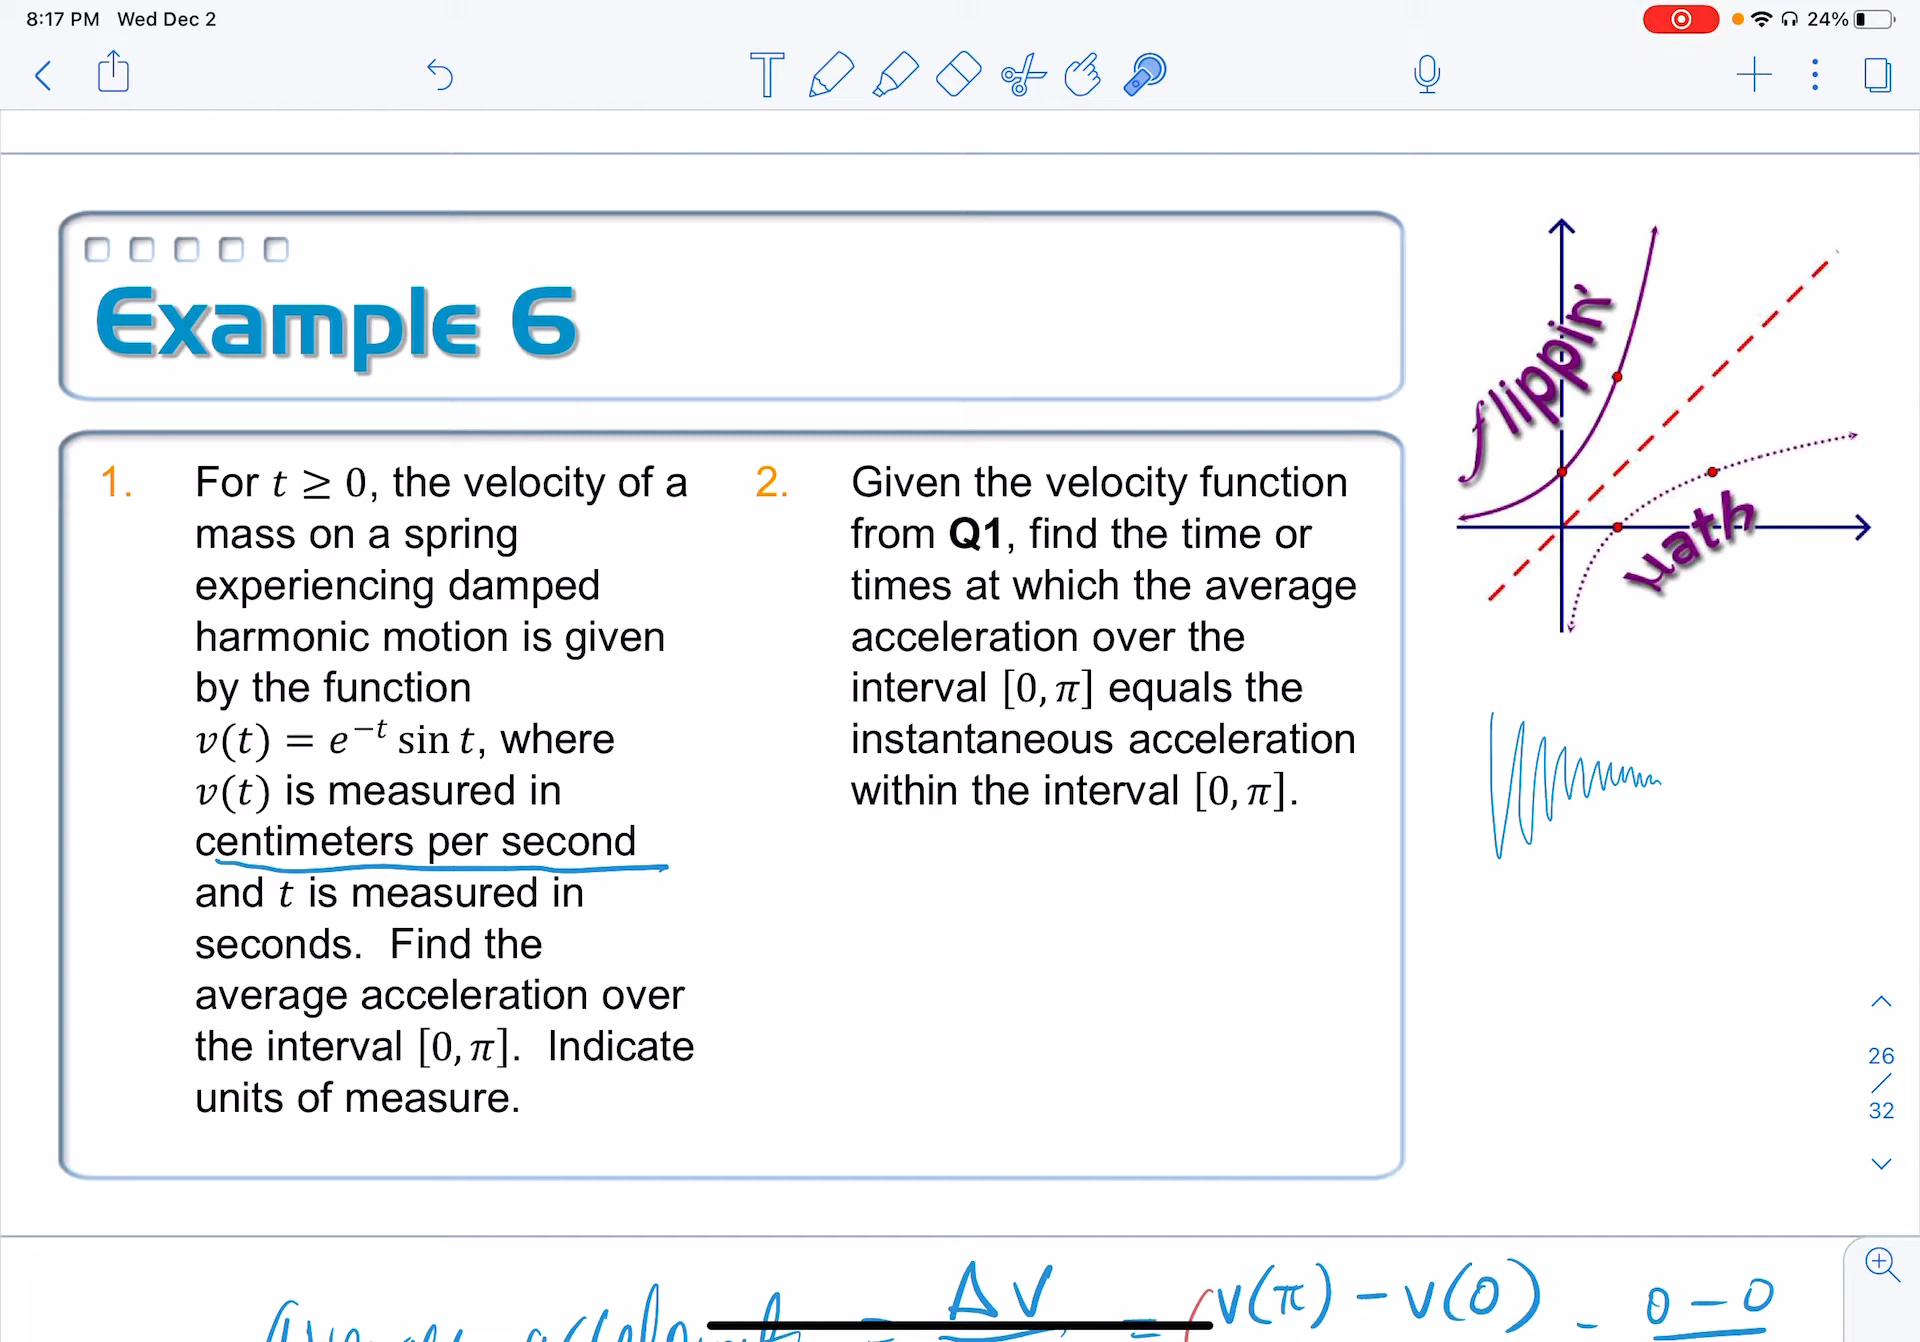 8:17 PM Wed Dec 2
24%
Example 6
1. For t ≥ 0, the velocity of a
mass on a spring
experiencing damped
harmonic motion is given
by the function
v(t) = e^{-t} sin t, where
v(t) is measured in
centimeters per second
and t is measured in
seconds. Find the
average acceleration over
the interval [0, π]. Indicate
units of measure.
2. Given the velocity function
from Q1, find the time or
times at which the average
acceleration over the
interval [0, π] equals the
instantaneous acceleration
within the interval [0, π].
flippin'
math
26
/
32
ΔV = v(π) - v(0) = 0 - 0